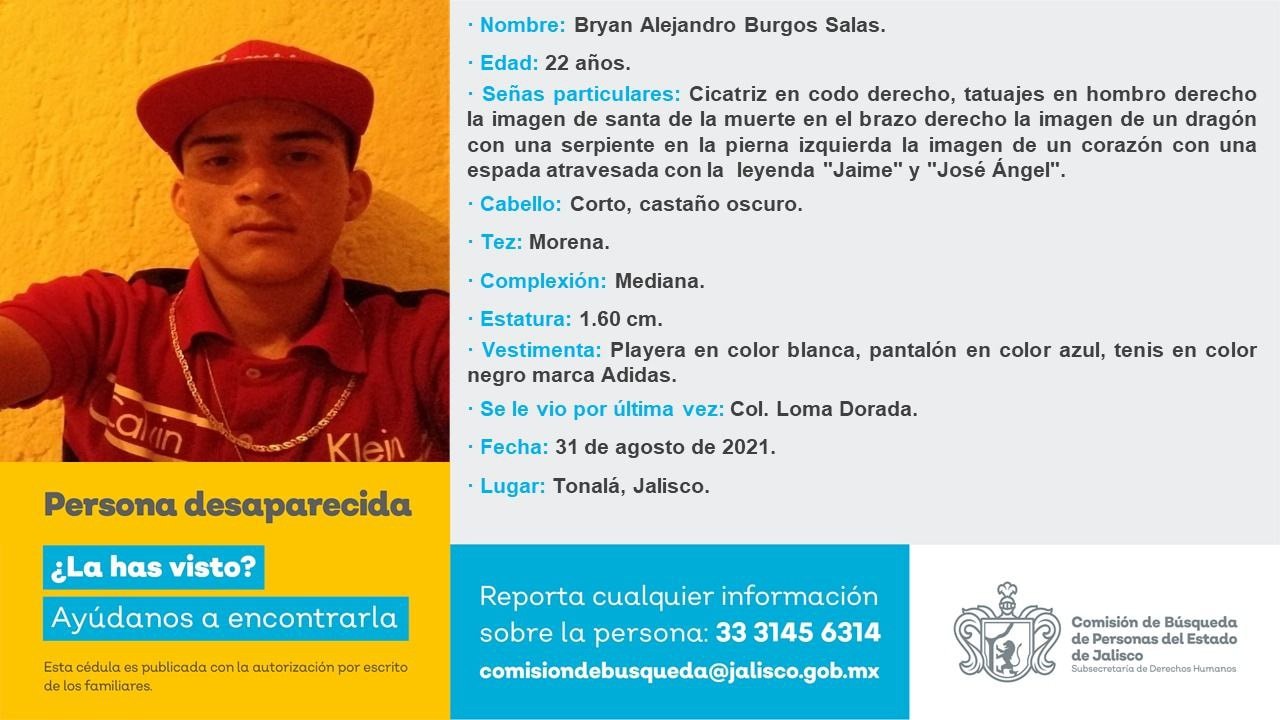 · Nombre: Bryan Alejandro Burgos Salas.
· Edad: 22 años.
· Señas particulares: Cicatriz en codo derecho, tatuajes en hombro derecho
la imagen de santa de la muerte en el brazo derecho la imagen de un dragón
con una serpiente en la pierna izquierda la imagen de un corazón con una
espada atravesada con la leyenda "Jaime" y "José Ángel".
· Cabello: Corto, castaño oscuro.
· Tez: Morena.
· Complexión: Mediana.
· Estatura: 1.60 cm.
· Vestimenta: Playera en color blanca, pantalón en color azul, tenis en color
negro marca Adidas.
· Se le vio por última vez: Col. Loma Dorada.
· Fecha: 31 de agosto de 2021.
· Lugar: Tonalá, Jalisco.
Calvin
Klein
Persona desaparecida
¿La has visto?
Ayúdanos a encontrarla
Esta cédula es publicada con la autorización por escrito
de los familiares.
Reporta cualquier información
sobre la persona: 33 3145 6314
comisiondebusqueda@jalisco.gob.mx
Comisión de Búsqueda
de Personas del Estado
de Jalisco
Subsecretaría de Derechos Humanos